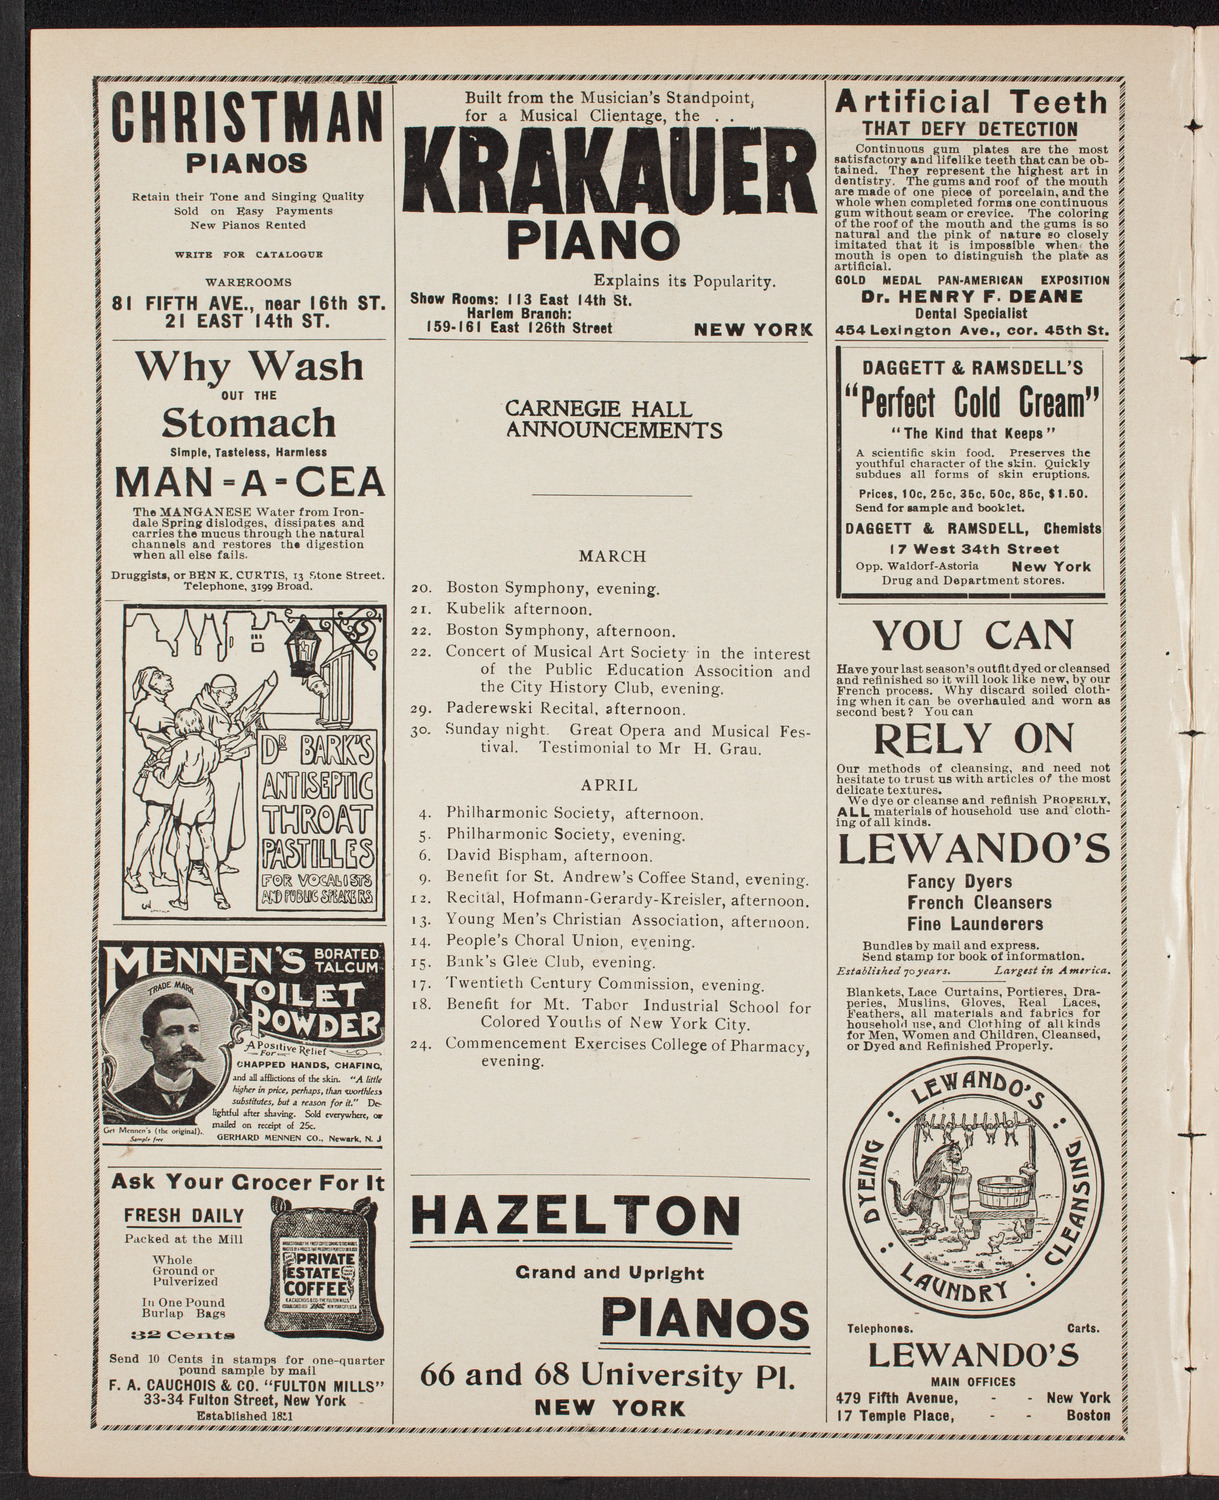 CHRISTMAN
PIANOS
Retain their Tone and Singing Quality
Sold on Easy Payments
New Pianos Rented
WRITE FOR CATALOGUE
WAREROOMS
81 FIFTH AVE., near 16th ST.
21 EAST 14th ST.
Why Wash
OUT THE
Stomach
Simple, Tasteless, Harmless
MAN-A-CEA
The MANGANESE Water from Iron-
dale Spring dislodges, dissipates and
carries the mucus through the natural
channels and restores the digestion
when all else fails.
Druggists, or BEN K. CURTIS, 13 Stone Street.
Telephone, 3199 Broad.
DR BARK'S
ANTISEPTIC
THROAT
PASTILLES
FOR VOCALISTS
AND PUBLIC SPEAKERS
MENNEN'S BORATED
TALCUM
TOILET
POWDER
TRADE MARK
A Positive Relief
For
CHAPPED HANDS, CHAFING,
and all afflictions of the skin. "A little
higher in price, perhaps, than worthless
substitutes, but a reason for it." De-
lightful after shaving. Sold everywhere, or
mailed on receipt of 25c.
Get Mennen's (the original).
Sample free
GERHARD MENNEN CO., Newark, N. J
Ask Your Grocer For It
FRESH DAILY
Packed at the Mill
Whole
Ground or
Pulverized
In One Pound
Burlap Bags
32 Cents
PRIVATE
ESTATE
COFFEE
Send 10 Cents in stamps for one-quarter
pound sample by mail
F. A. CAUCHOIS & CO. "FULTON MILLS"
33-34 Fulton Street, New York
Established
Built from the Musician's Standpoint,
for a Musical Clientage, the . .
KRAKAUER
PIANO
Explains its Popularity.
Show Rooms: 113 East 14th St.
Harlem Branch:
159-161 East 126th Street NEW YORK
CARNEGIE HALL
ANNOUNCEMENTS
MARCH
20. Boston Symphony, evening.
21. Kubelik afternoon.
22. Boston Symphony, afternoon.
22. Concert of Musical Art Society in the interest
of the Public Education Assocition and
the City History Club, evening.
29. Paderewski Recital, afternoon.
30. Sunday night. Great Opera and Musical Fes-
tival. Testimonial to Mr H. Grau.
APRIL
4. Philharmonic Society, afternoon.
5. Philharmonic Society, evening.
6. David Bispham, afternoon.
9. Benefit for St. Andrew's Coffee Stand, evening.
12. Recital, Hofmann-Gerardy-Kreisler, afternoon.
13. Young Men's Christian Association, afternoon.
14. People's Choral Union, evening.
15. Bank's Glee Club, evening.
17. Twentieth Century Commission, evening.
18. Benefit for Mt. Tabor Industrial School for
Colored Youths of New York City.
24. Commencement Exercises College of Pharmacy,
evening.
HAZELTON
Grand and Upright
PIANOS
66 and 68 University Pl.
NEW YORK
Artificial Teeth
THAT DEFY DETECTION
Continuous gum plates are the most
satisfactory and lifelike teeth that can be ob-
tained. They represent the highest art in
dentistry. The gums and roof of the mouth
are made of one piece of porcelain, and the
whole when completed forms one continuous
gum without seam or crevice. The coloring
of the roof of the mouth and the gums is so
natural and the pink of nature so closely
imitated that it is impossible when the
mouth is open to distinguish the plate as
artificial.
GOLD MEDAL PAN-AMERICAN EXPOSITION
Dr. HENRY F. DEANE
Dental Specialist
454 Lexington Ave., cor. 45th St.
DAGGETT & RAMSDELL'S
"Perfect Cold Cream"
"The Kind that Keeps"
A scientific skin food. Preserves the
youthful character of the skin. Quickly
subdues all forms of skin eruptions.
Prices, 10c, 25c, 35c, 50c, 85c, $1.50.
Send for sample and booklet.
DAGGETT & RAMSDELL, Chemists
17 West 34th Street
Opp. Waldorf-Astoria New York
Drug and Department stores.
YOU CAN
Have your last season's outfit dyed or cleansed
and refinished so it will look like new, by our
French process. Why discard soiled cloth-
ing when it can be overhauled and worn as
second best? You can
RELY ON
Our methods of cleansing, and need not
hesitate to trust us with articles of the most
delicate textures.
We dye or cleanse and refinish PROPERLY,
ALL materials of household use and cloth-
ing of all kinds.
LEWANDO'S
Fancy Dyers
French Cleansers
Fine Launderers
Bundles by mail and express.
Send stamp for book of information.
Established 70 years. Largest in America.
Blankets, Lace Curtains, Portieres, Dra-
peries, Muslins, Gloves, Real Laces,
Feathers, all materials and fabrics for
household use, and Clothing of all kinds
for Men, Women and Children, Cleansed,
or Dyed and Refinished Properly.
LEWANDO'S
DYEING : LAUNDRY : CLEANSING
Telephones. Carts.
LEWANDO'S
MAIN OFFICES
479 Fifth Avenue, - - New York
17 Temple Place, - - Boston